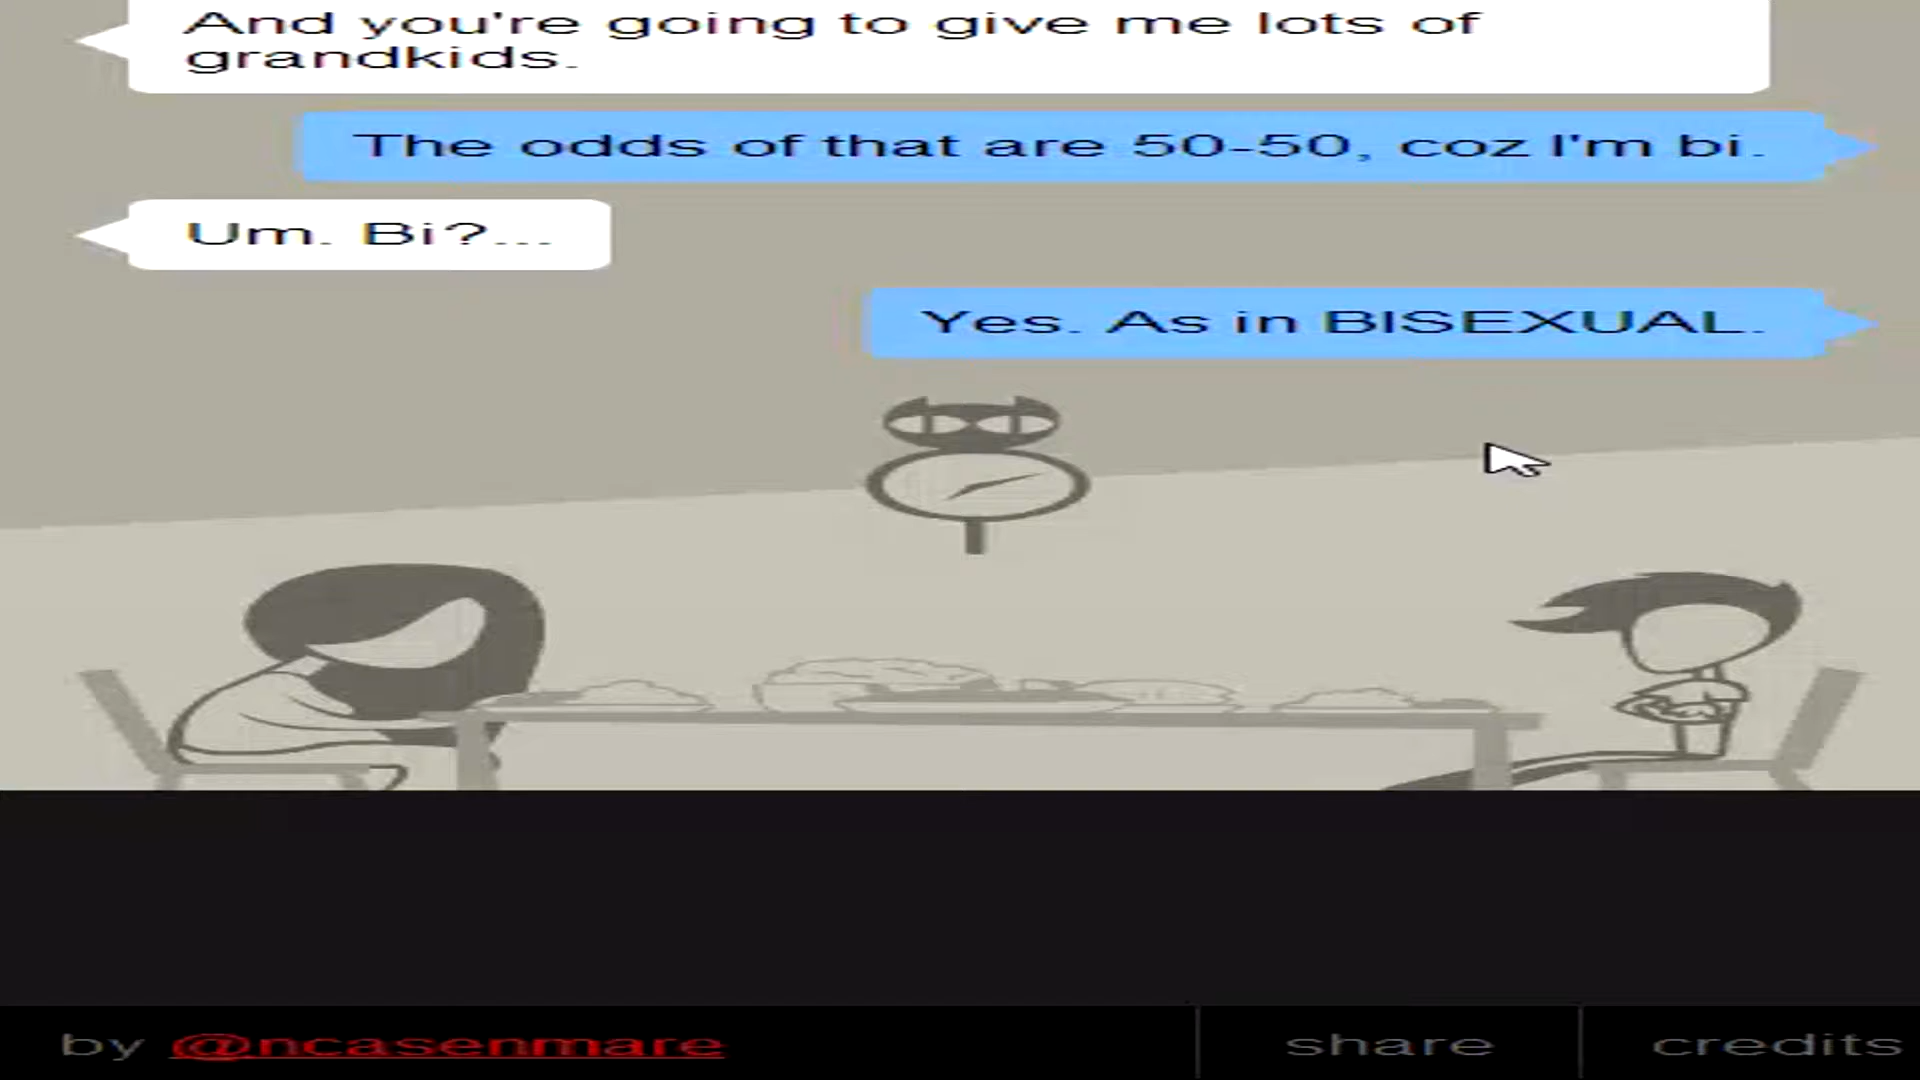 And you're going to give me lots of
grandkids.
The odds of that are 50-50, coz I'm bi.
Um. Bi?...
Yes. As in BISEXUAL.
by @ncasenmare
share
credits